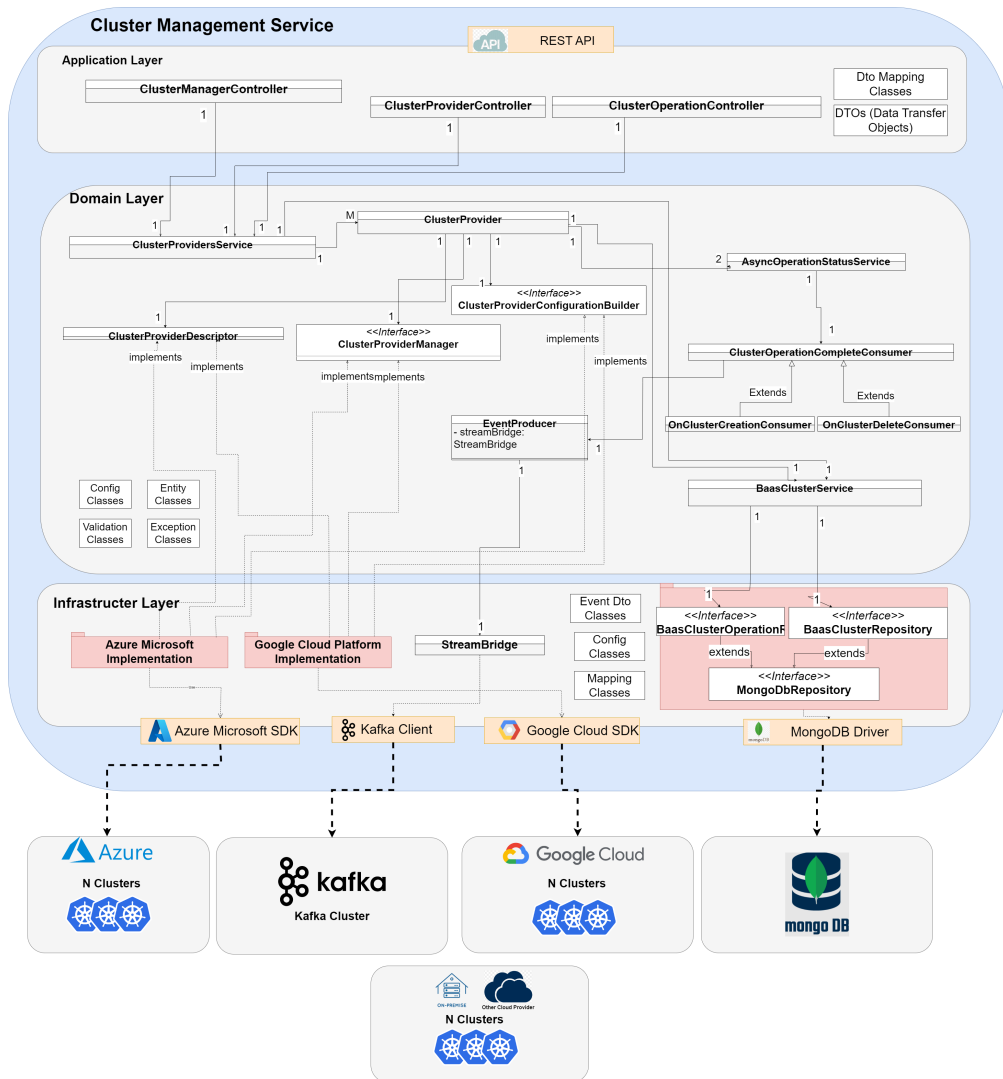 Cluster Management Service
API
REST API
Application Layer
ClusterManagerController
ClusterProviderController
ClusterOperationController
Dto Mapping
Classes
DTOs (Data Transfer
Objects)
1
1
1
Domain Layer
1
1
1
1
M
ClusterProvider
1
ClusterProvidersService
1
1
1
1
1
2
AsyncOperationStatusService
1
1
<<Interface>>
ClusterProviderConfigurationBuilder
1
1
1
ClusterProviderDescriptor
<<Interface>>
ClusterProviderManager
implements
implements
implements
implements
mplements
ClusterOperationCompleteConsumer
Extends
Extends
OnClusterCreationConsumer
OnClusterDeleteConsumer
EventProducer
- streamBridge:
StreamBridge
1
1
1
1
BaasClusterService
1
1
Config
Classes
Entity
Classes
Validation
Classes
Exception
Classes
Infrastructer Layer
Event Dto
Classes
Config
Classes
Mapping
Classes
1
1
1
<<Interface>>
BaasClusterOperationR
<<Interface>>
BaasClusterRepository
extends
extends
<<Interface>>
MongoDbRepository
Azure Microsoft
Implementation
Google Cloud Platform
Implementation
StreamBridge
Azure Microsoft SDK
Kafka Client
Google Cloud SDK
mongoDB
MongoDB Driver
Azure
N Clusters
kafka
Kafka Cluster
Google Cloud
N Clusters
mongo DB
ON-PREMISE
Other Cloud Provider
N Clusters